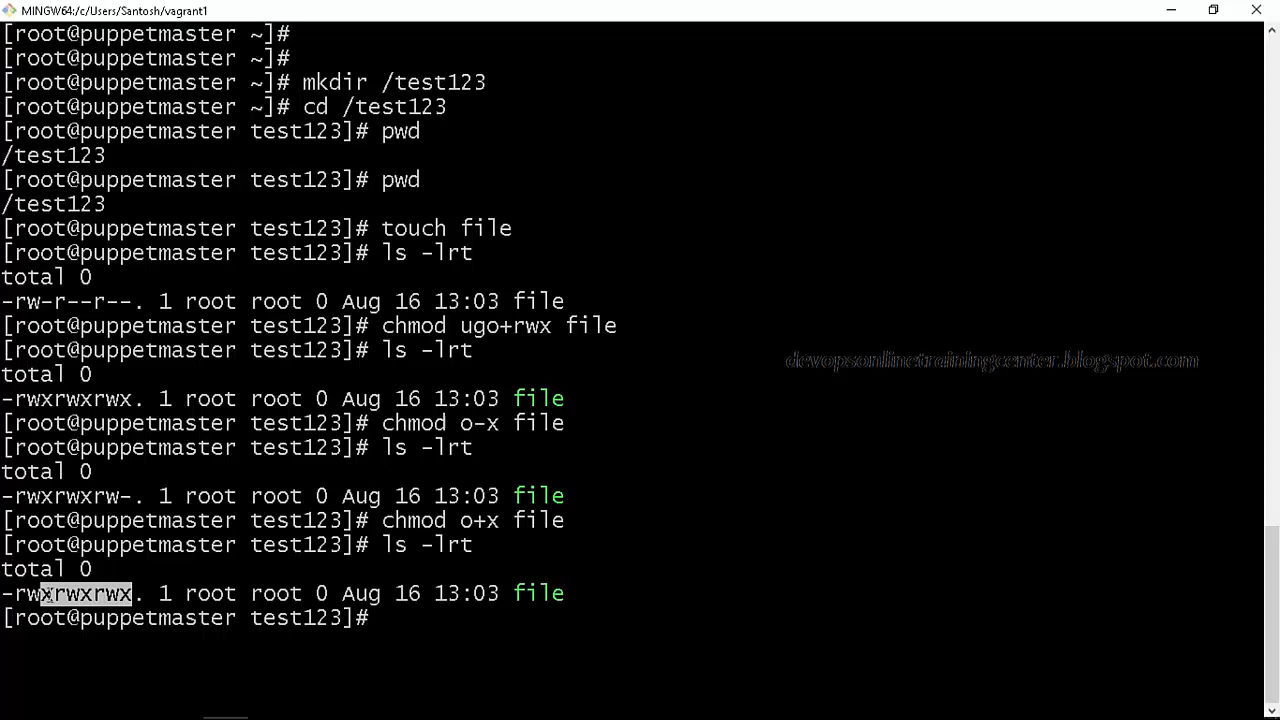 MINGW64:/c/Users/Santosh/vagrant1
[root@puppetmaster ~]#
[root@puppetmaster ~]#
[root@puppetmaster ~]# mkdir /test123
[root@puppetmaster ~]# cd /test123
[root@puppetmaster test123]# pwd
/test123
[root@puppetmaster test123]# pwd
/test123
[root@puppetmaster test123]# touch file
[root@puppetmaster test123]# ls -lrt
total 0
-rw-r--r--. 1 root root 0 Aug 16 13:03 file
[root@puppetmaster test123]# chmod ugo+rwx file
[root@puppetmaster test123]# ls -lrt
devopsonlinetrainingcenter.blogspot.com
total 0
-rwxrwxrwx. 1 root root 0 Aug 16 13:03 file
[root@puppetmaster test123]# chmod o-x file
[root@puppetmaster test123]# ls -lrt
total 0
-rwxrwxrw-. 1 root root 0 Aug 16 13:03 file
[root@puppetmaster test123]# chmod o+x file
[root@puppetmaster test123]# ls -lrt
total 0
-rwxrwxrwx. 1 root root 0 Aug 16 13:03 file
[root@puppetmaster test123]#